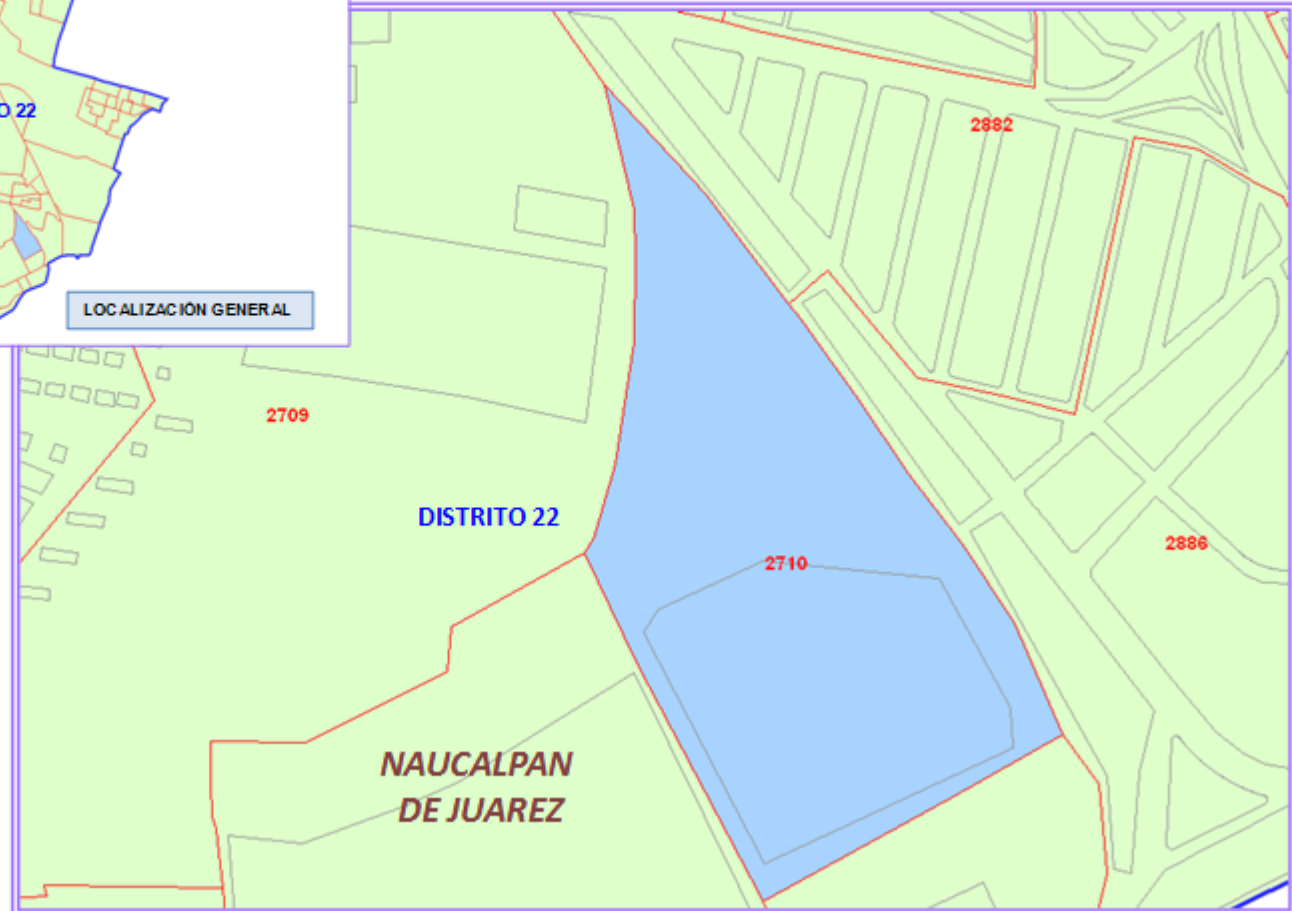 O 22
LOCALIZACIÓN GENERAL
2882
2709
DISTRITO 22
2710
2886
NAUCALPAN
DE JUAREZ